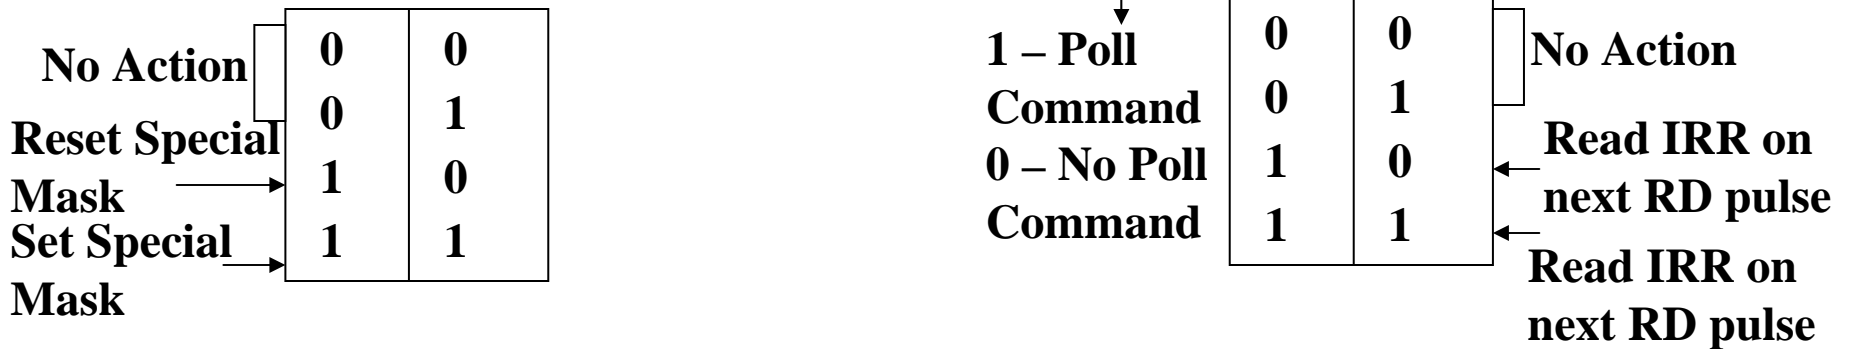 No Action
Reset Special
Mask
Set Special
Mask
0 0
0 1
1 0
1 1
1 – Poll
Command
0 – No Poll
Command
0 0
0 1
1 0
1 1
No Action
Read IRR on
next RD pulse
Read IRR on
next RD pulse